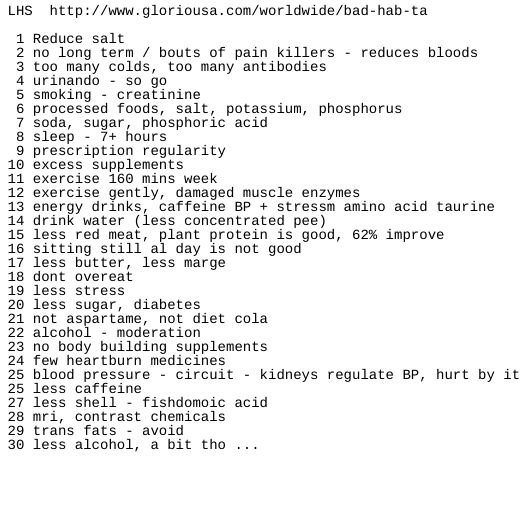 LHS  http://www.gloriousa.com/worldwide/bad-hab-ta
1 Reduce salt
2 no long term / bouts of pain killers - reduces bloods
3 too many colds, too many antibodies
4 urinando - so go
5 smoking - creatinine
6 processed foods, salt, potassium, phosphorus
7 soda, sugar, phosphoric acid
8 sleep - 7+ hours
9 prescription regularity
10 excess supplements
11 exercise 160 mins week
12 exercise gently, damaged muscle enzymes
13 energy drinks, caffeine BP + stressm amino acid taurine
14 drink water (less concentrated pee)
15 less red meat, plant protein is good, 62% improve
16 sitting still al day is not good
17 less butter, less marge
18 dont overeat
19 less stress
20 less sugar, diabetes
21 not aspartame, not diet cola
22 alcohol - moderation
23 no body building supplements
24 few heartburn medicines
25 blood pressure - circuit - kidneys regulate BP, hurt by it
25 less caffeine
27 less shell - fishdomoic acid
28 mri, contrast chemicals
29 trans fats - avoid
30 less alcohol, a bit tho ...